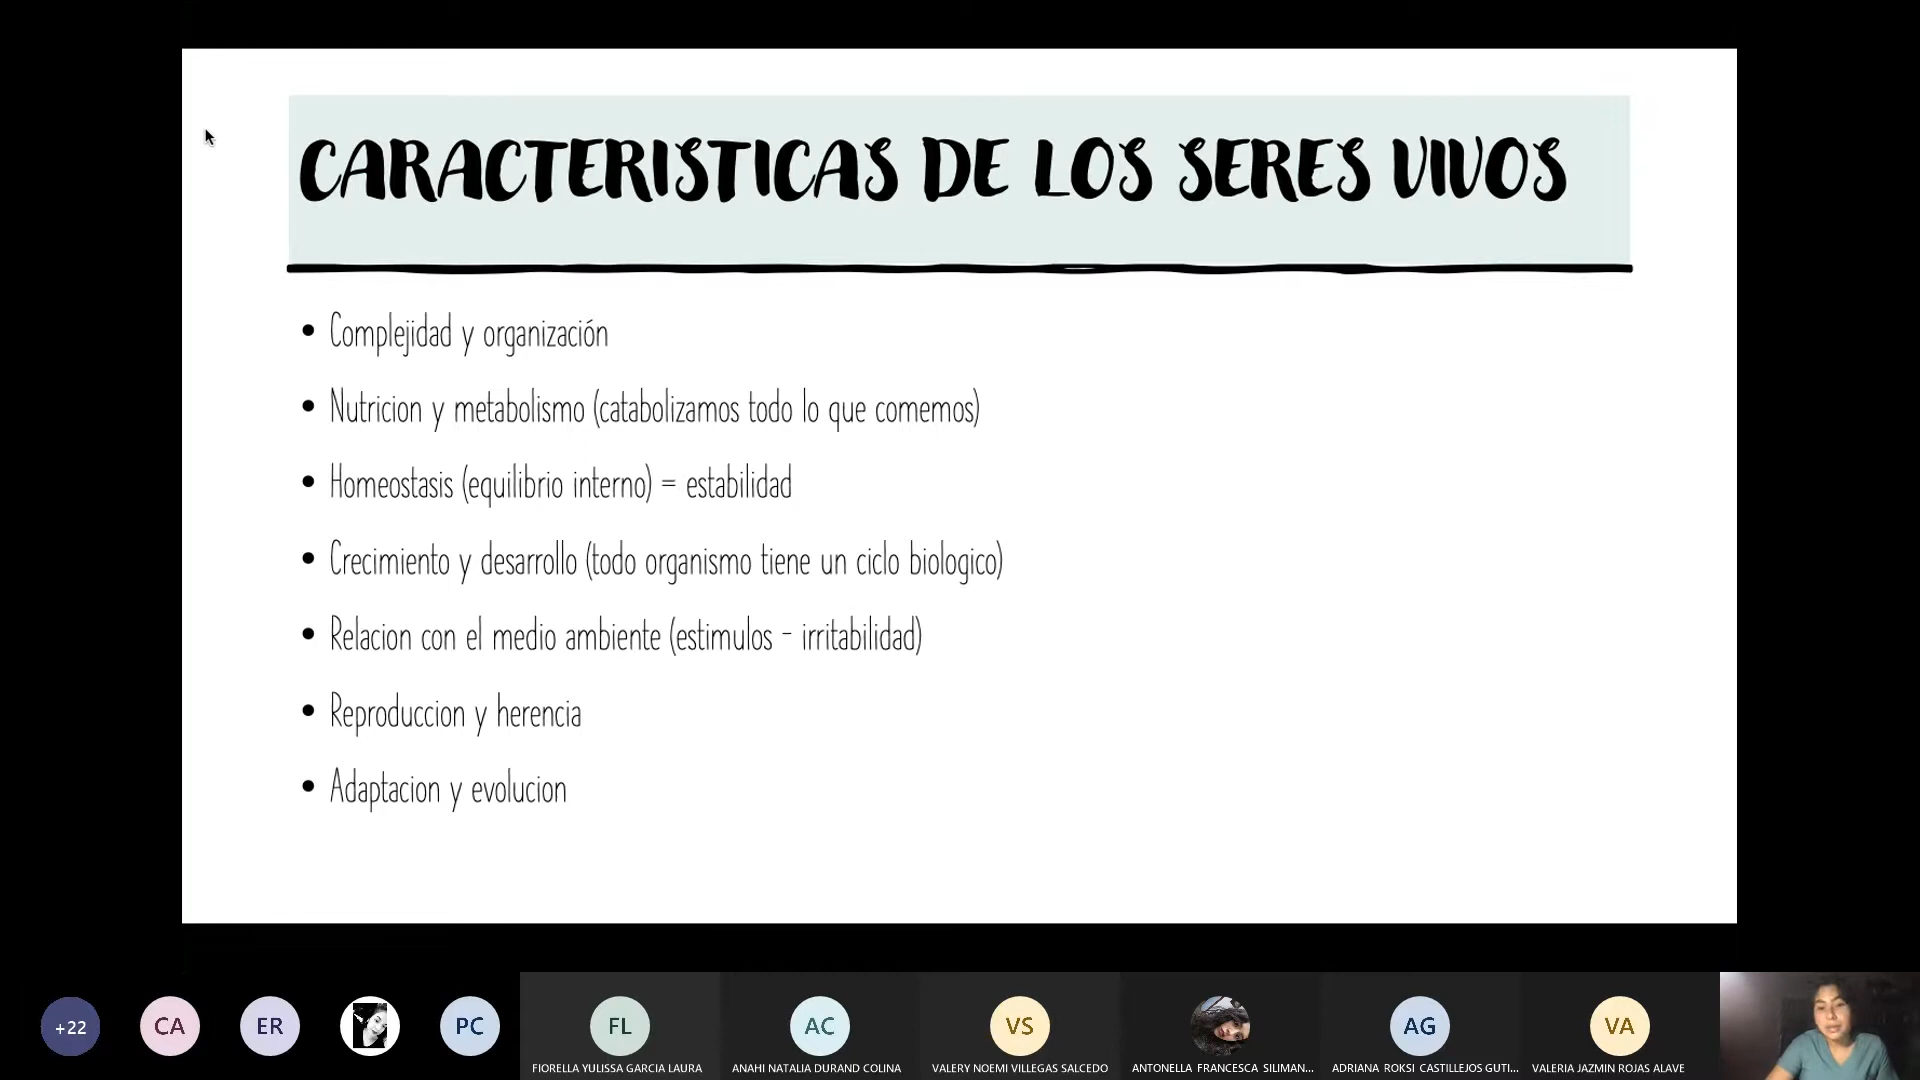 CARACTERISTICAS DE LOS SERES VIVOS
• Complejidad y organización
• Nutricion y metabolismo (catabolizamos todo lo que comemos)
• Homeostasis (equilibrio interno) = estabilidad
• Crecimiento y desarrollo (todo organismo tiene un ciclo biologico)
• Relacion con el medio ambiente (estimulos - irritabilidad)
• Reproduccion y herencia
• Adaptacion y evolucion
+22 CA ER PC FL AC VS AG VA
FIORELLA YULISSA GARCIA LAURA ANAHI NATALIA DURAND COLINA VALERY NOEMI VILLEGAS SALCEDO ANTONELLA FRANCESCA SILIMAN... ADRIANA ROKSI CASTILLEJOS GUTI... VALERIA JAZMIN ROJAS ALAVE